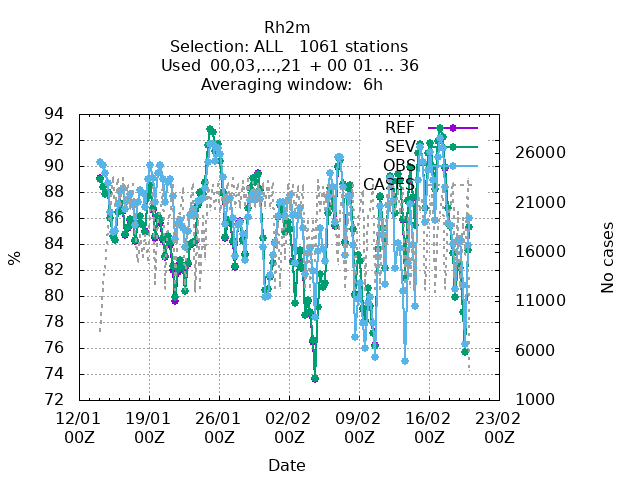 Rh2m
Selection: ALL 1061 stations
Used 00,03,...,21 + 00 01 ... 36
Averaging window: 6h
94
92
90
88
86
84
82
80
78
76
74
72
%
REF
SEV
OBS
CASES
26000
21000
16000
11000
6000
1000
No cases
12/01 19/01 26/01 02/02 09/02 16/02 23/02
00Z 00Z 00Z 00Z 00Z 00Z 00Z
Date